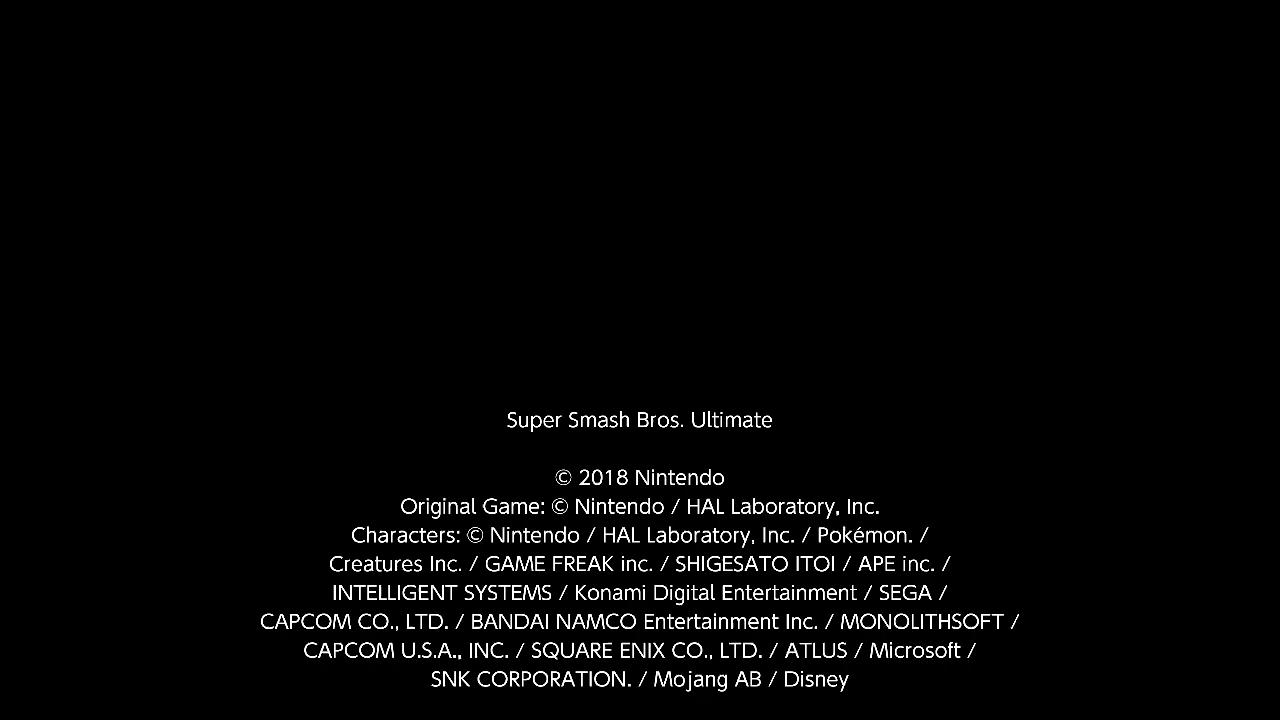 Super Smash Bros. Ultimate
© 2018 Nintendo
Original Game: © Nintendo / HAL Laboratory, Inc.
Characters: © Nintendo / HAL Laboratory, Inc. / Pokémon. /
Creatures Inc. / GAME FREAK inc. / SHIGESATO ITOI / APE inc. /
INTELLIGENT SYSTEMS / Konami Digital Entertainment / SEGA /
CAPCOM CO., LTD. / BANDAI NAMCO Entertainment Inc. / MONOLITHSOFT /
CAPCOM U.S.A., INC. / SQUARE ENIX CO., LTD. / ATLUS / Microsoft /
SNK CORPORATION. / Mojang AB / Disney